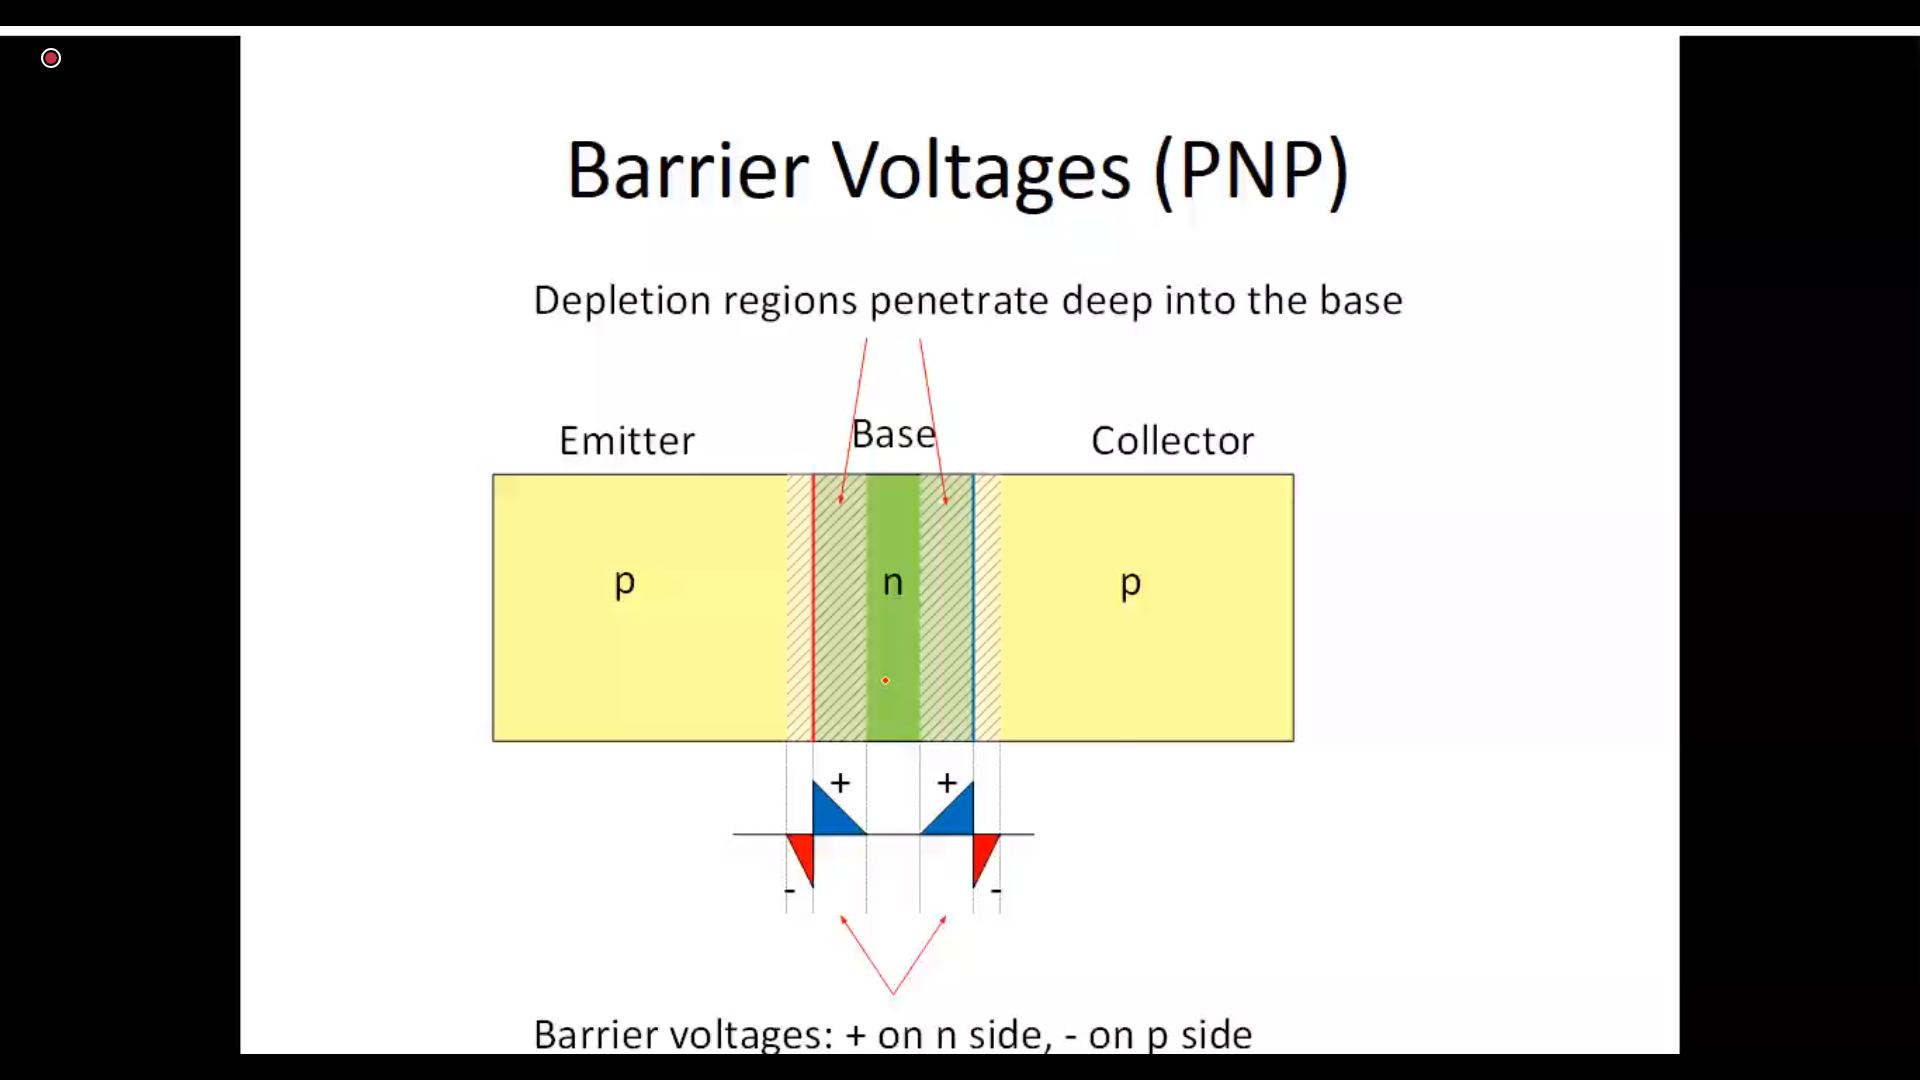 Barrier Voltages (PNP)
Depletion regions penetrate deep into the base
Emitter
Base
Collector
p
n
p
+
+
-
-
Barrier voltages: + on n side, - on p side